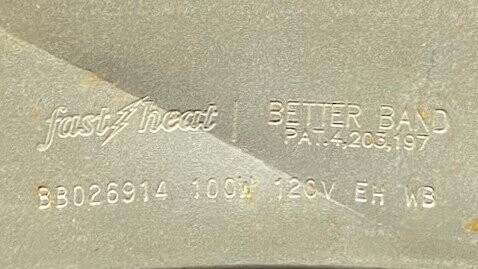 fast heat | BETTER BAND
PAT. 4,203,197
BB026914 100W 120V EH WB